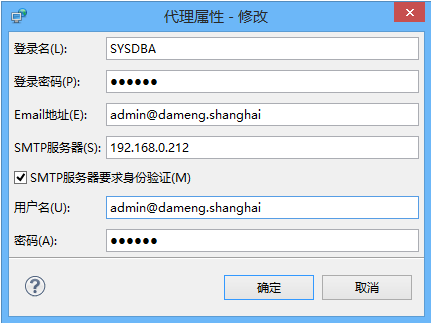 代理属性 - 修改
登录名(L): SYSDBA
登录密码(P): ●●●●●●
Email地址(E): admin@dameng.shanghai
SMTP服务器(S): 192.168.0.212
SMTP服务器要求身份验证(M)
用户名(U): admin@dameng.shanghai
密码(A): ●●●●●●
确定 取消